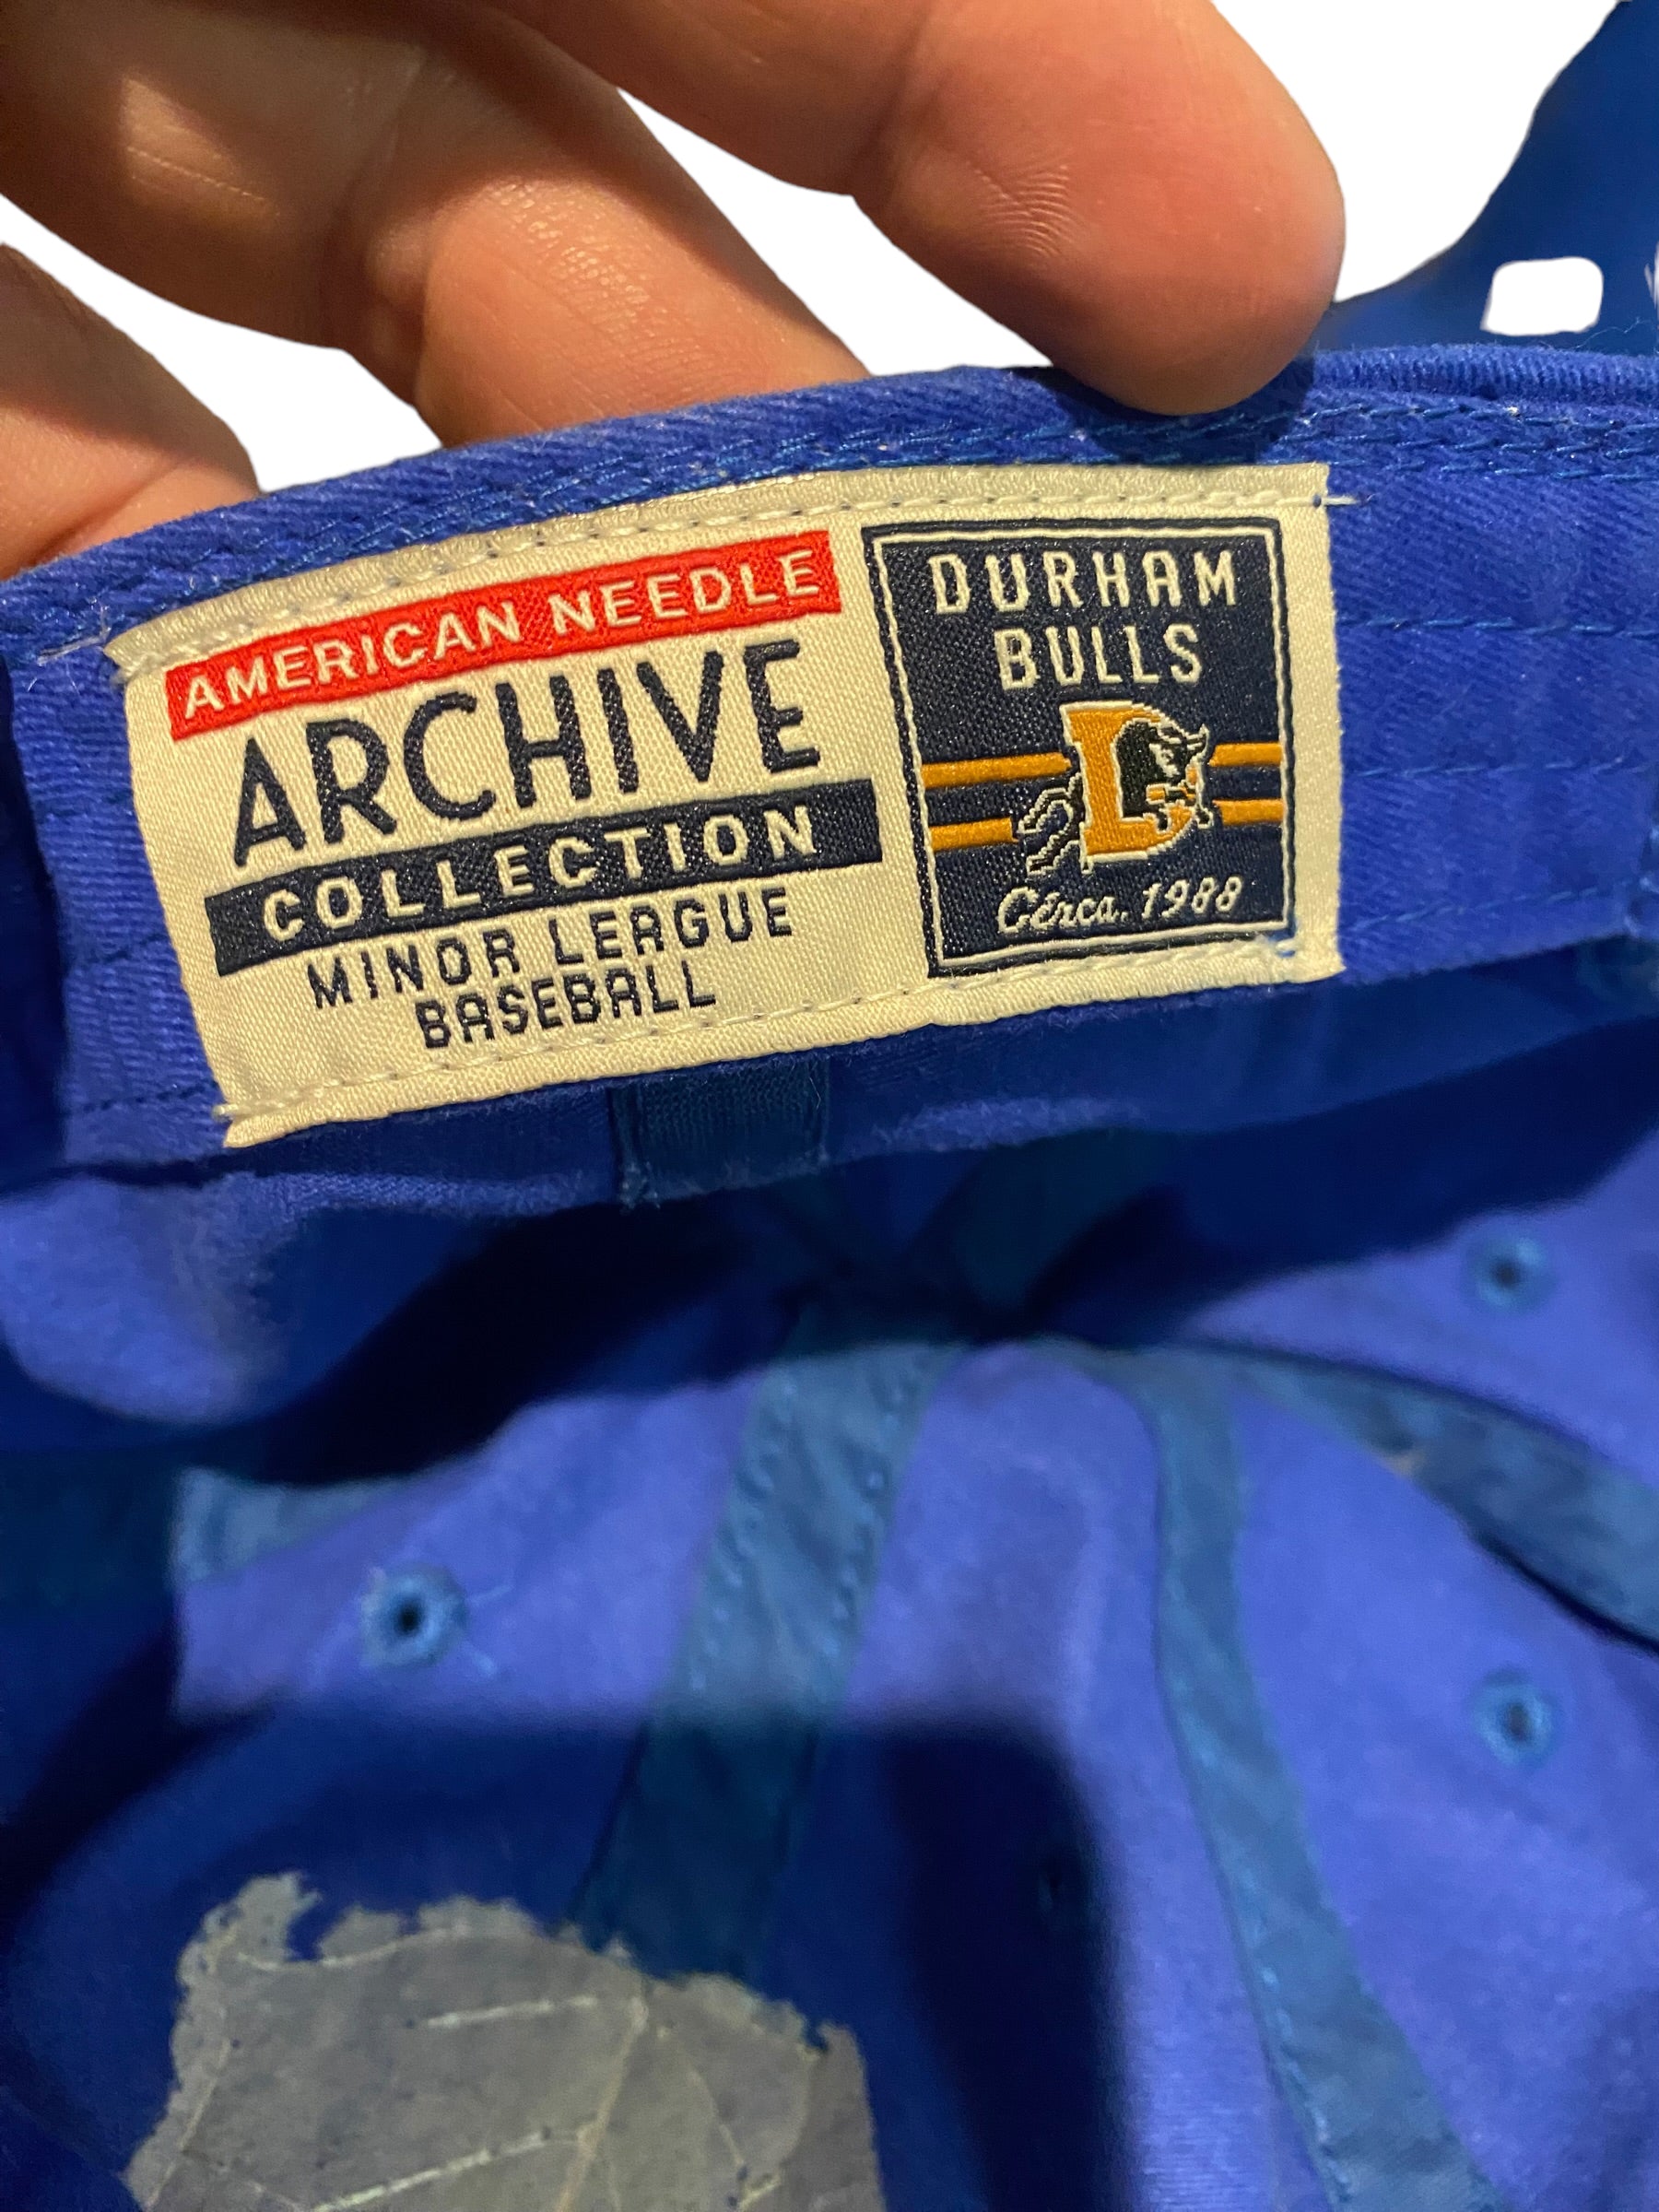 AMERICAN NEEDLE
ARCHIVE
COLLECTION
MINOR LEAGUE
BASEBALL
DURHAM
BULLS
D
Circa. 1988